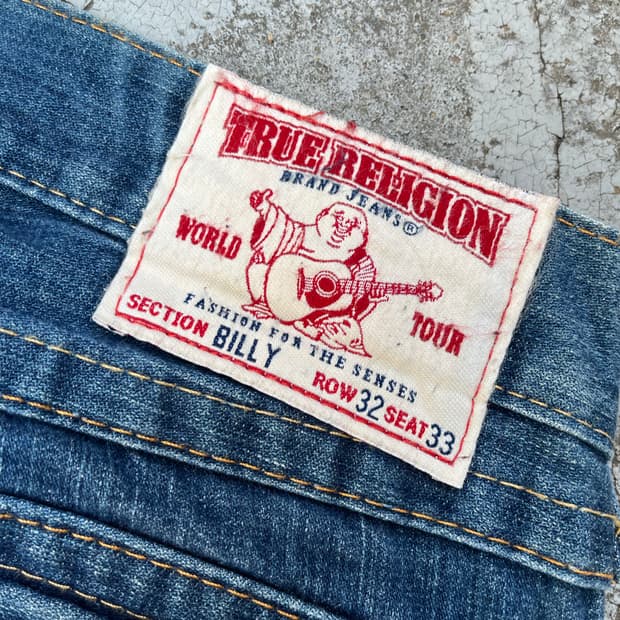 TRUE RELIGION
BRAND JEANS®
WORLD TOUR
FASHION FOR THE SENSES
SECTION BILLY
ROW 32 SEAT 33